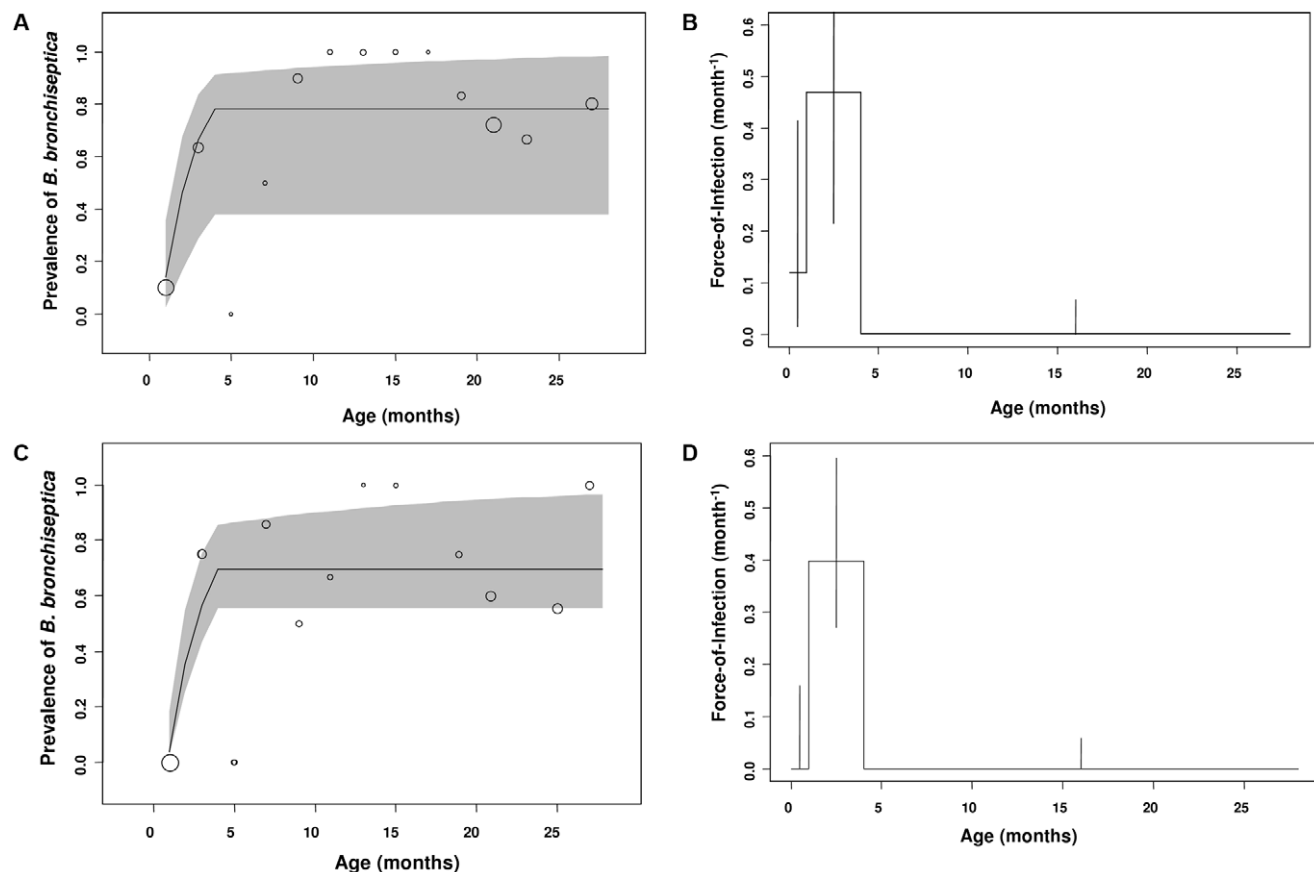 A
Prevalence of B. bronchiseptica
1.0
0.8
0.6
0.4
0.2
0.0
0 5 10 15 20 25
Age (months)
B
Force-of-Infection (month⁻¹)
0.6
0.5
0.4
0.3
0.2
0.1
0.0
0 5 10 15 20 25
Age (months)
C
Prevalence of B. bronchiseptica
1.0
0.8
0.6
0.4
0.2
0.0
0 5 10 15 20 25
Age (months)
D
Force-of-Infection (month⁻¹)
0.6
0.5
0.4
0.3
0.2
0.1
0.0
0 5 10 15 20 25
Age (months)